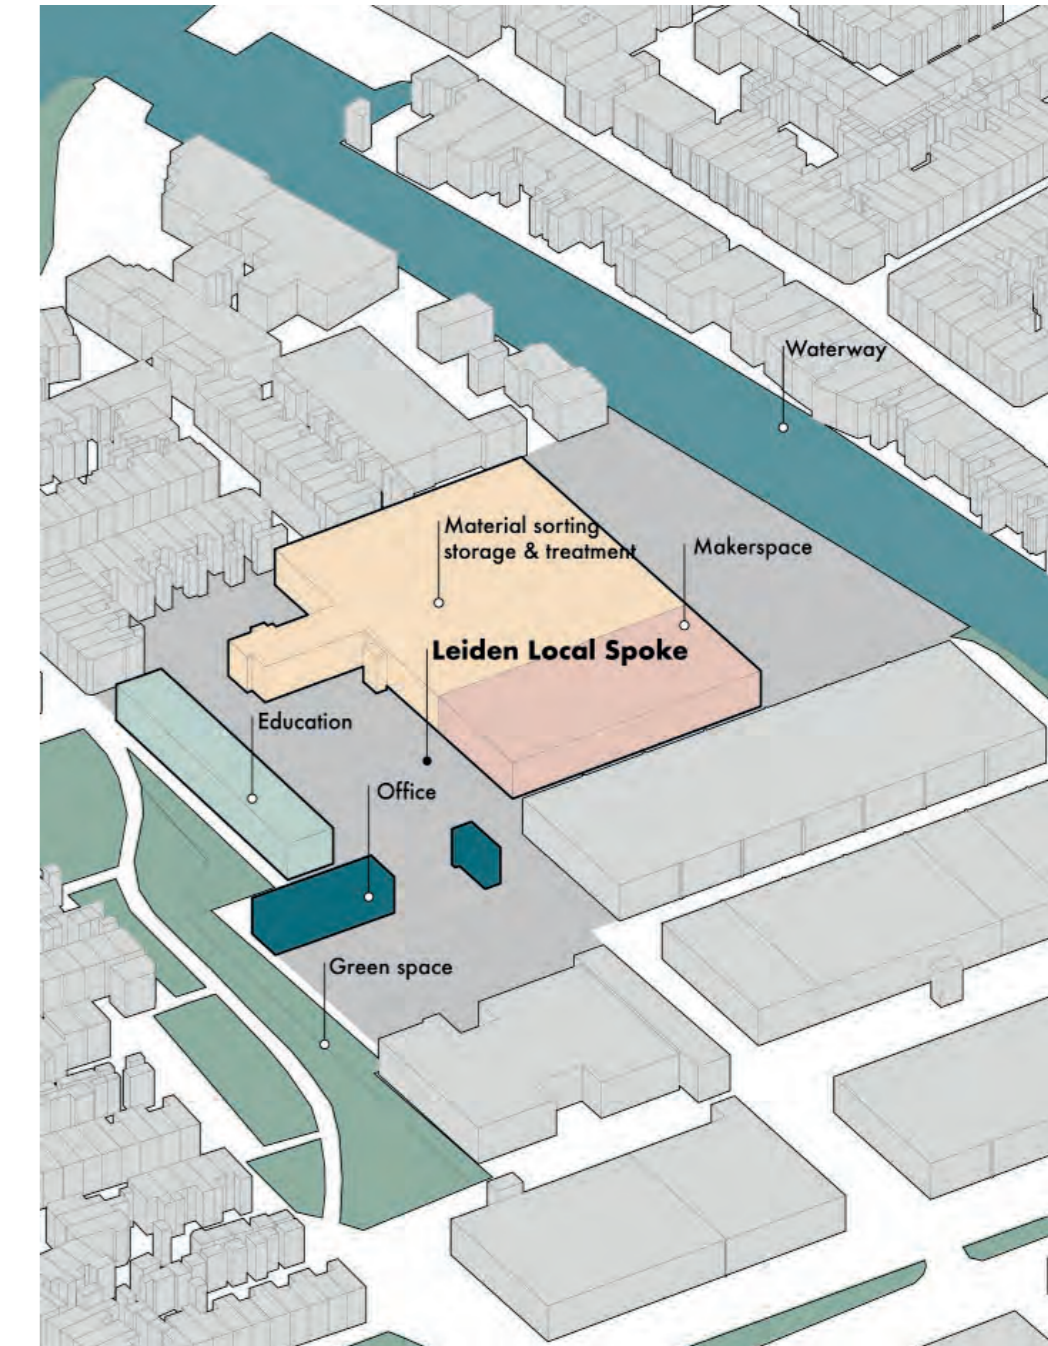 Waterway
Material sorting
storage & treatment
Makerspace
Leiden Local Spoke
Education
Office
Green space